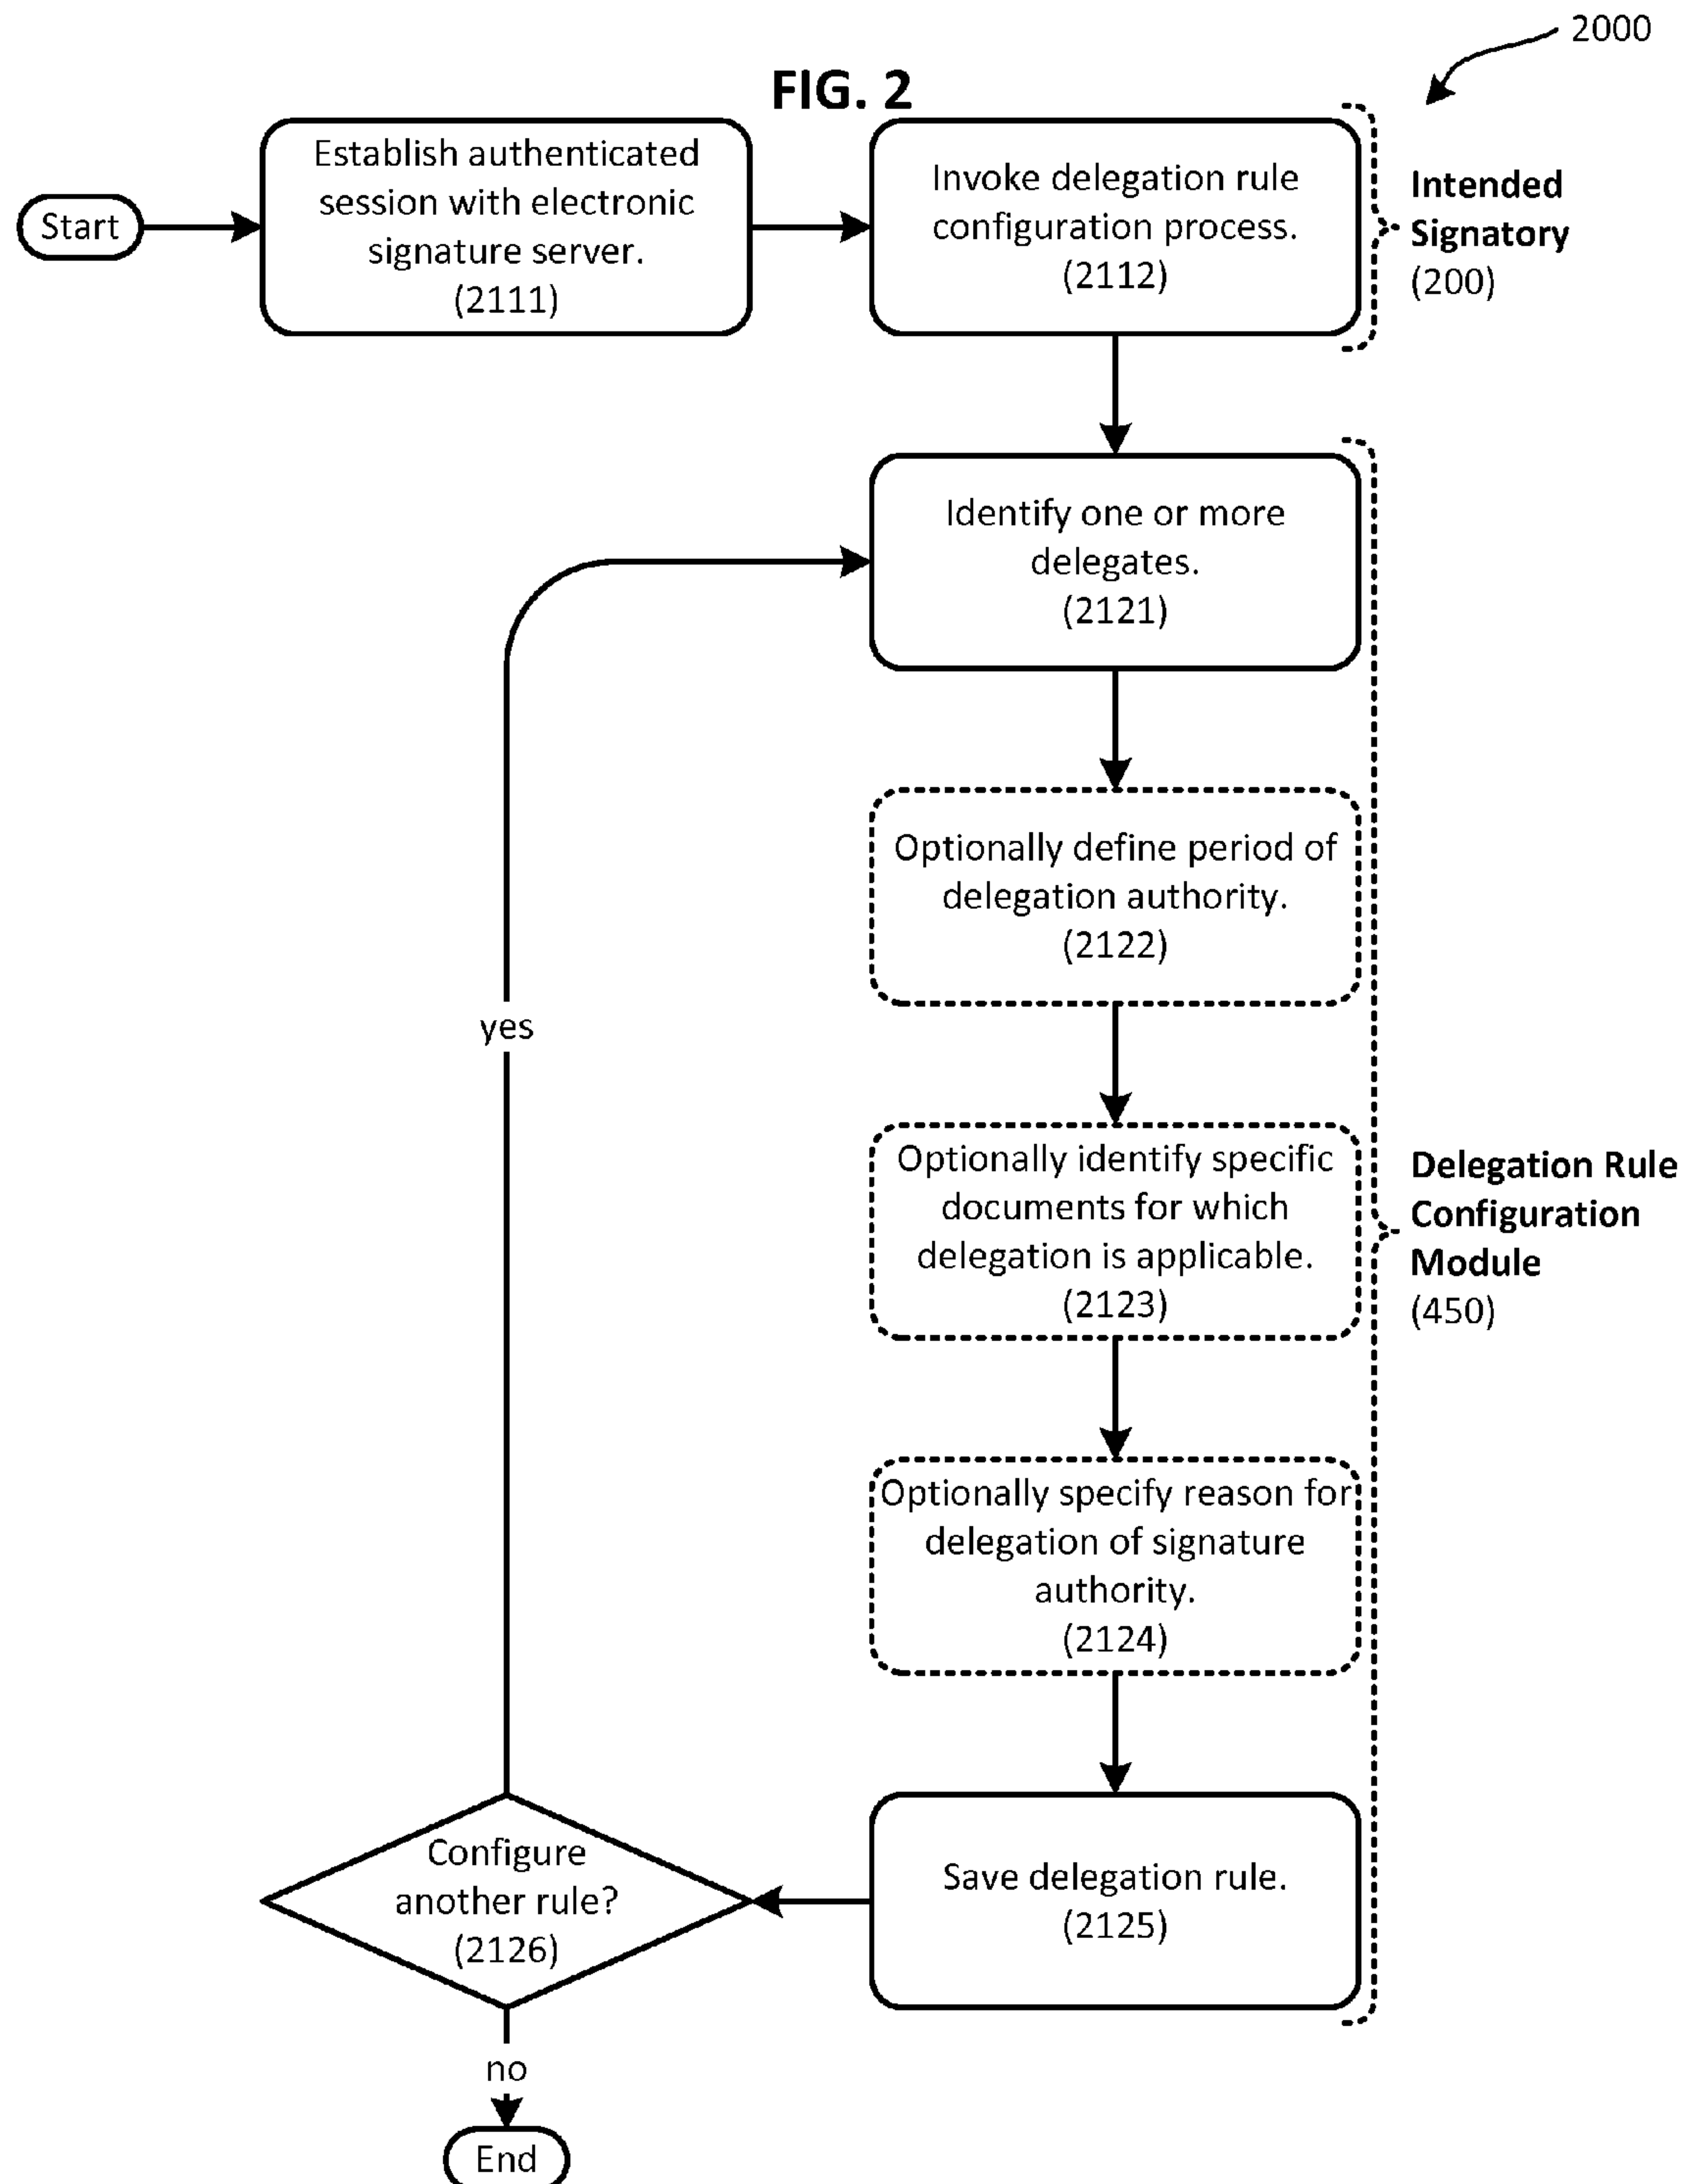 2000
FIG. 2
Start
Establish authenticated
session with electronic
signature server.
(2111)
Invoke delegation rule
configuration process.
(2112)
Intended
Signatory
(200)
Identify one or more
delegates.
(2121)
Optionally define period of
delegation authority.
(2122)
yes
Optionally identify specific
documents for which
delegation is applicable.
(2123)
Delegation Rule
Configuration
Module
(450)
Optionally specify reason for
delegation of signature
authority.
(2124)
Save delegation rule.
(2125)
Configure
another rule?
(2126)
no
End